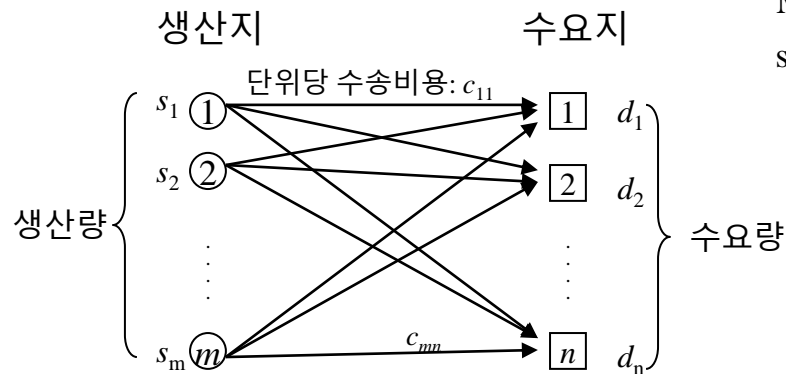 생산지
수요지
단위당 수송비용: c₁₁
s₁ 1
1 d₁
s₂ 2
2 d₂
생산량
수요량
sₘ m
cₘₙ
n dₙ